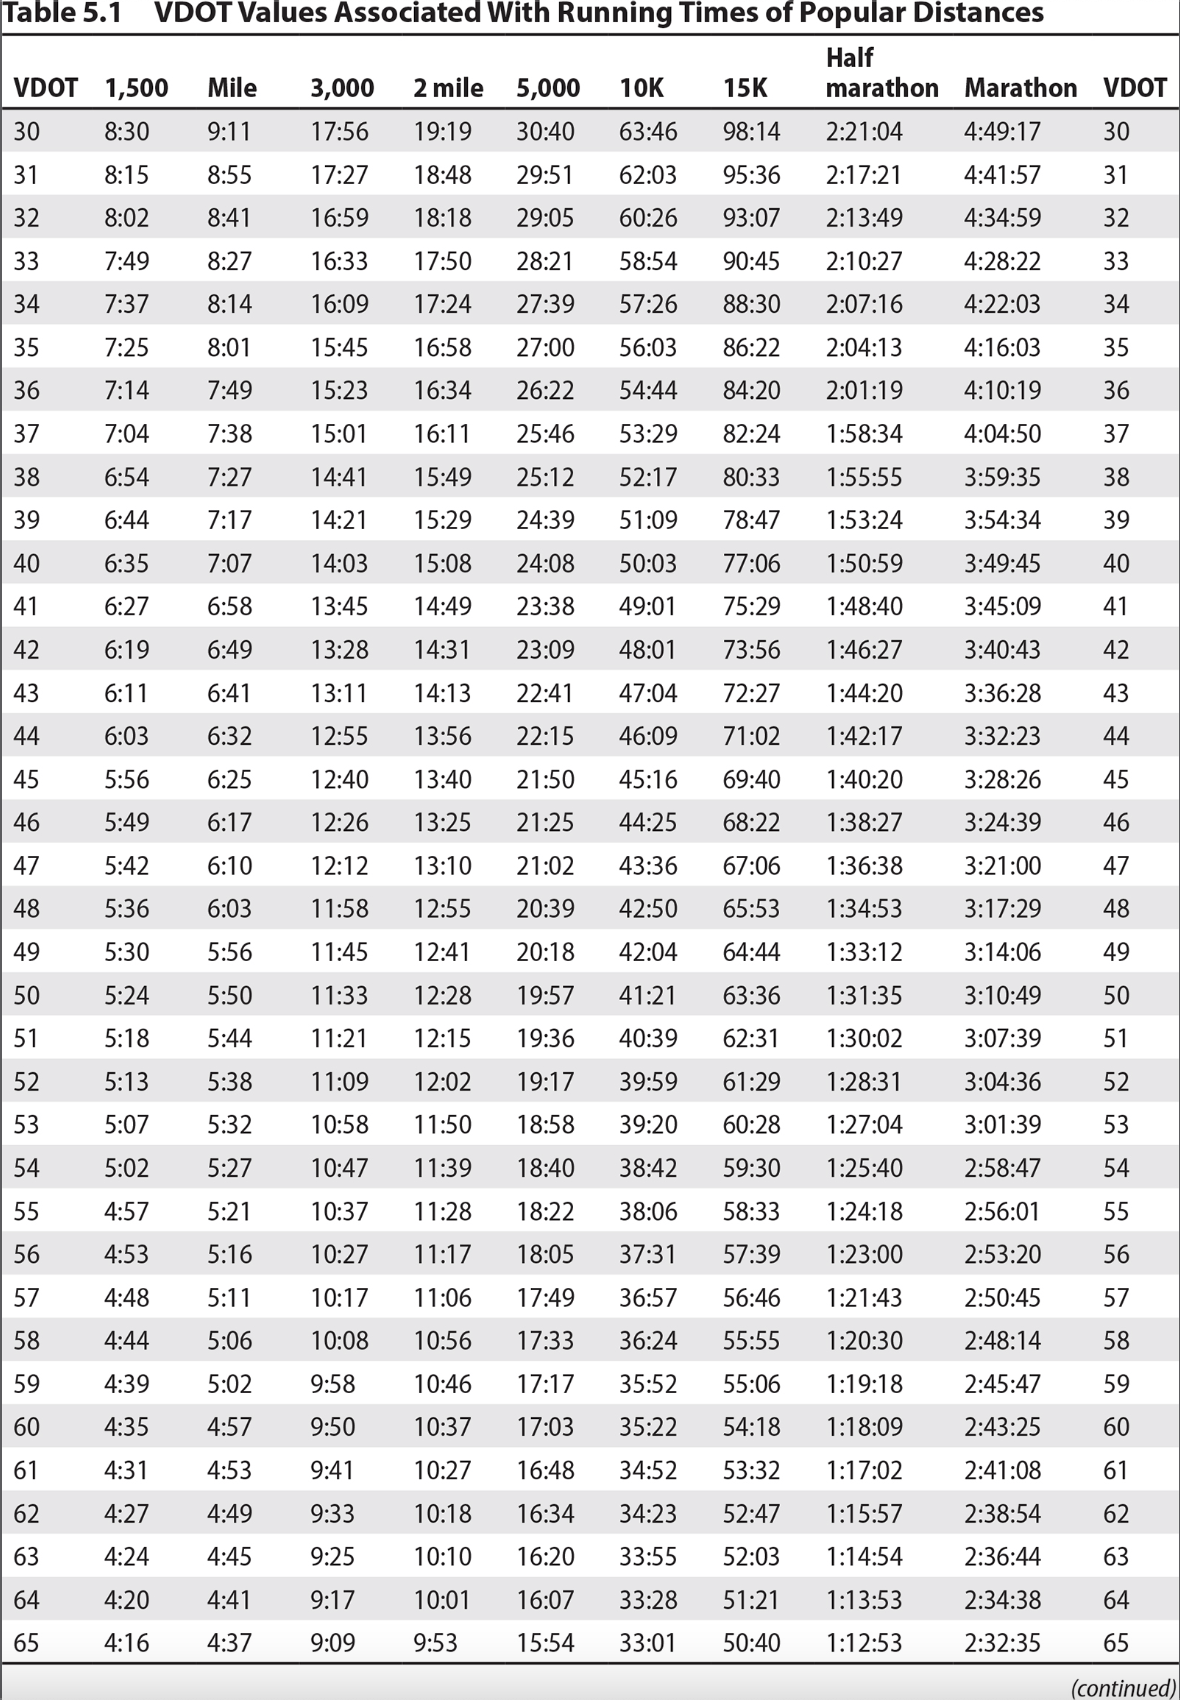 Table 5.1 VDOT Values Associated With Running Times of Popular Distances
Half
VDOT 1,500 Mile 3,000 2 mile 5,000 10K 15K marathon Marathon VDOT
30 8:30 9:11 17:56 19:19 30:40 63:46 98:14 2:21:04 4:49:17 30
31 8:15 8:55 17:27 18:48 29:51 62:03 95:36 2:17:21 4:41:57 31
32 8:02 8:41 16:59 18:18 29:05 60:26 93:07 2:13:49 4:34:59 32
33 7:49 8:27 16:33 17:50 28:21 58:54 90:45 2:10:27 4:28:22 33
34 7:37 8:14 16:09 17:24 27:39 57:26 88:30 2:07:16 4:22:03 34
35 7:25 8:01 15:45 16:58 27:00 56:03 86:22 2:04:13 4:16:03 35
36 7:14 7:49 15:23 16:34 26:22 54:44 84:20 2:01:19 4:10:19 36
37 7:04 7:38 15:01 16:11 25:46 53:29 82:24 1:58:34 4:04:50 37
38 6:54 7:27 14:41 15:49 25:12 52:17 80:33 1:55:55 3:59:35 38
39 6:44 7:17 14:21 15:29 24:39 51:09 78:47 1:53:24 3:54:34 39
40 6:35 7:07 14:03 15:08 24:08 50:03 77:06 1:50:59 3:49:45 40
41 6:27 6:58 13:45 14:49 23:38 49:01 75:29 1:48:40 3:45:09 41
42 6:19 6:49 13:28 14:31 23:09 48:01 73:56 1:46:27 3:40:43 42
43 6:11 6:41 13:11 14:13 22:41 47:04 72:27 1:44:20 3:36:28 43
44 6:03 6:32 12:55 13:56 22:15 46:09 71:02 1:42:17 3:32:23 44
45 5:56 6:25 12:40 13:40 21:50 45:16 69:40 1:40:20 3:28:26 45
46 5:49 6:17 12:26 13:25 21:25 44:25 68:22 1:38:27 3:24:39 46
47 5:42 6:10 12:12 13:10 21:02 43:36 67:06 1:36:38 3:21:00 47
48 5:36 6:03 11:58 12:55 20:39 42:50 65:53 1:34:53 3:17:29 48
49 5:30 5:56 11:45 12:41 20:18 42:04 64:44 1:33:12 3:14:06 49
50 5:24 5:50 11:33 12:28 19:57 41:21 63:36 1:31:35 3:10:49 50
51 5:18 5:44 11:21 12:15 19:36 40:39 62:31 1:30:02 3:07:39 51
52 5:13 5:38 11:09 12:02 19:17 39:59 61:29 1:28:31 3:04:36 52
53 5:07 5:32 10:58 11:50 18:58 39:20 60:28 1:27:04 3:01:39 53
54 5:02 5:27 10:47 11:39 18:40 38:42 59:30 1:25:40 2:58:47 54
55 4:57 5:21 10:37 11:28 18:22 38:06 58:33 1:24:18 2:56:01 55
56 4:53 5:16 10:27 11:17 18:05 37:31 57:39 1:23:00 2:53:20 56
57 4:48 5:11 10:17 11:06 17:49 36:57 56:46 1:21:43 2:50:45 57
58 4:44 5:06 10:08 10:56 17:33 36:24 55:55 1:20:30 2:48:14 58
59 4:39 5:02 9:58 10:46 17:17 35:52 55:06 1:19:18 2:45:47 59
60 4:35 4:57 9:50 10:37 17:03 35:22 54:18 1:18:09 2:43:25 60
61 4:31 4:53 9:41 10:27 16:48 34:52 53:32 1:17:02 2:41:08 61
62 4:27 4:49 9:33 10:18 16:34 34:23 52:47 1:15:57 2:38:54 62
63 4:24 4:45 9:25 10:10 16:20 33:55 52:03 1:14:54 2:36:44 63
64 4:20 4:41 9:17 10:01 16:07 33:28 51:21 1:13:53 2:34:38 64
65 4:16 4:37 9:09 9:53 15:54 33:01 50:40 1:12:53 2:32:35 65
(continued)